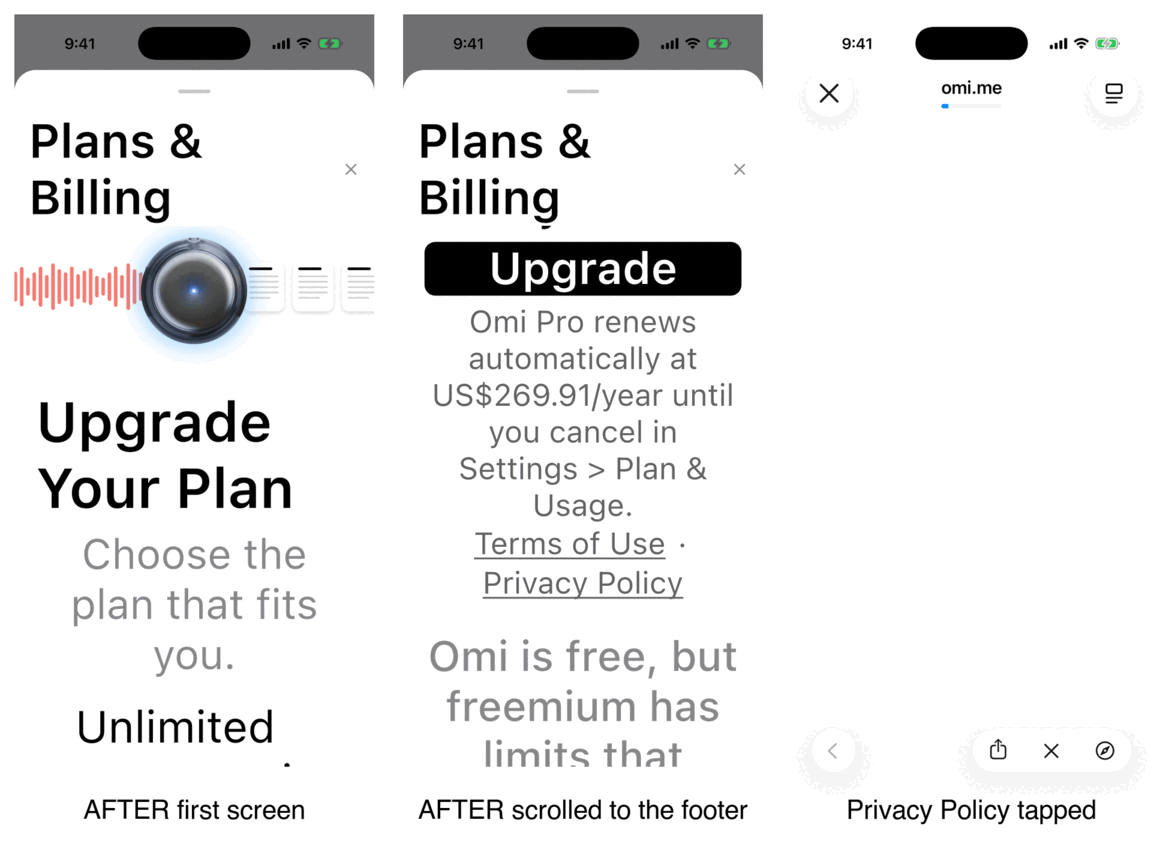 9:41
Plans &
Billing
Upgrade
Your Plan
Choose the
plan that fits
you.
Unlimited
AFTER first screen
9:41
Plans &
Billing
Upgrade
Omi Pro renews
automatically at
US$269.91/year until
you cancel in
Settings > Plan &
Usage.
Terms of Use ·
Privacy Policy
Omi is free, but
freemium has
limits that
AFTER scrolled to the footer
9:41
omi.me
Privacy Policy tapped